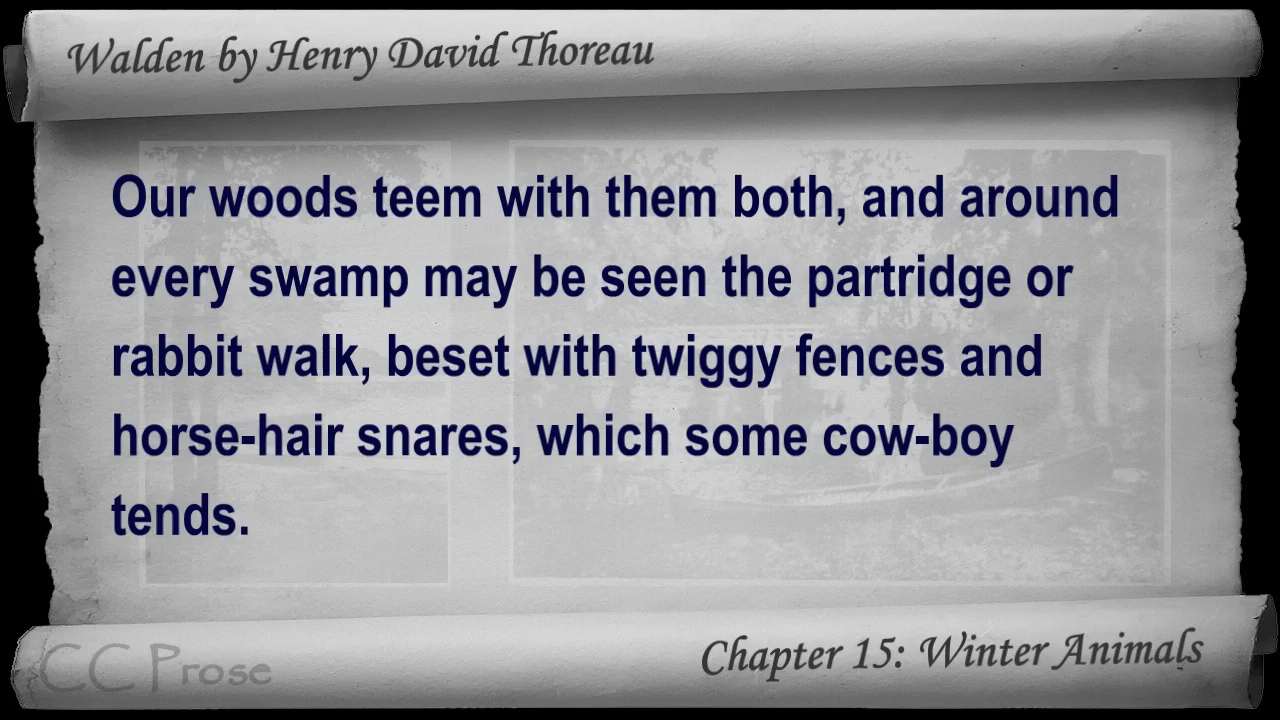 Walden by Henry David Thoreau
Our woods teem with them both, and around
every swamp may be seen the partridge or
rabbit walk, beset with twiggy fences and
horse-hair snares, which some cow-boy
tends.
CC Prose
Chapter 15: Winter Animals